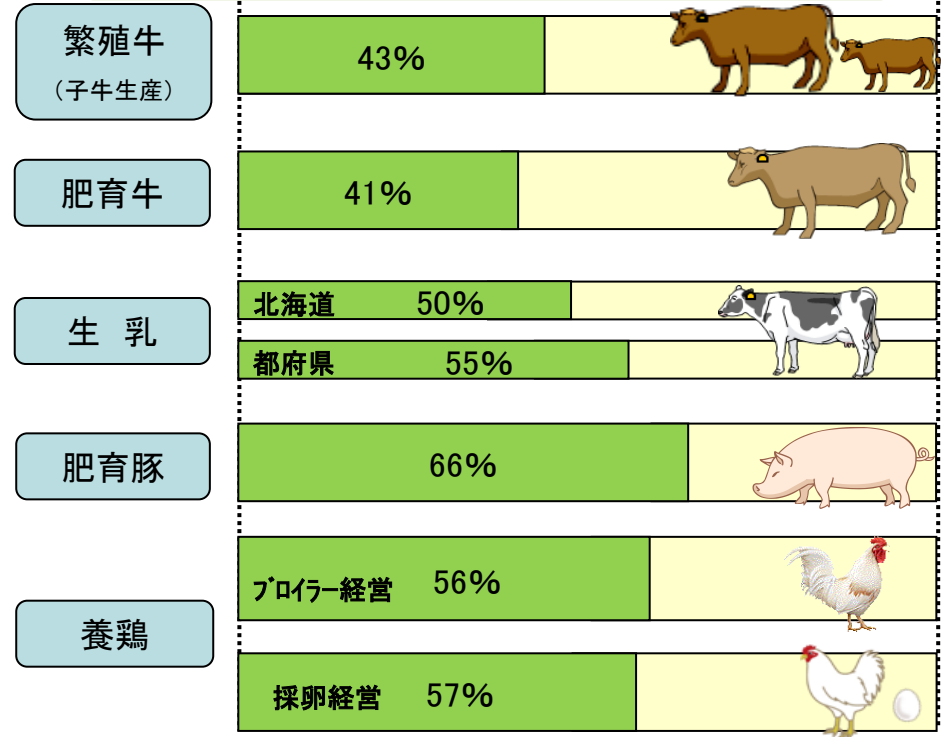 繁殖牛
（子牛生産）
43%
肥育牛
41%
生 乳
北海道 50%
都府県 55%
肥育豚
66%
養鶏
ﾌﾞﾛｲﾗｰ経営 56%
採卵経営 57%